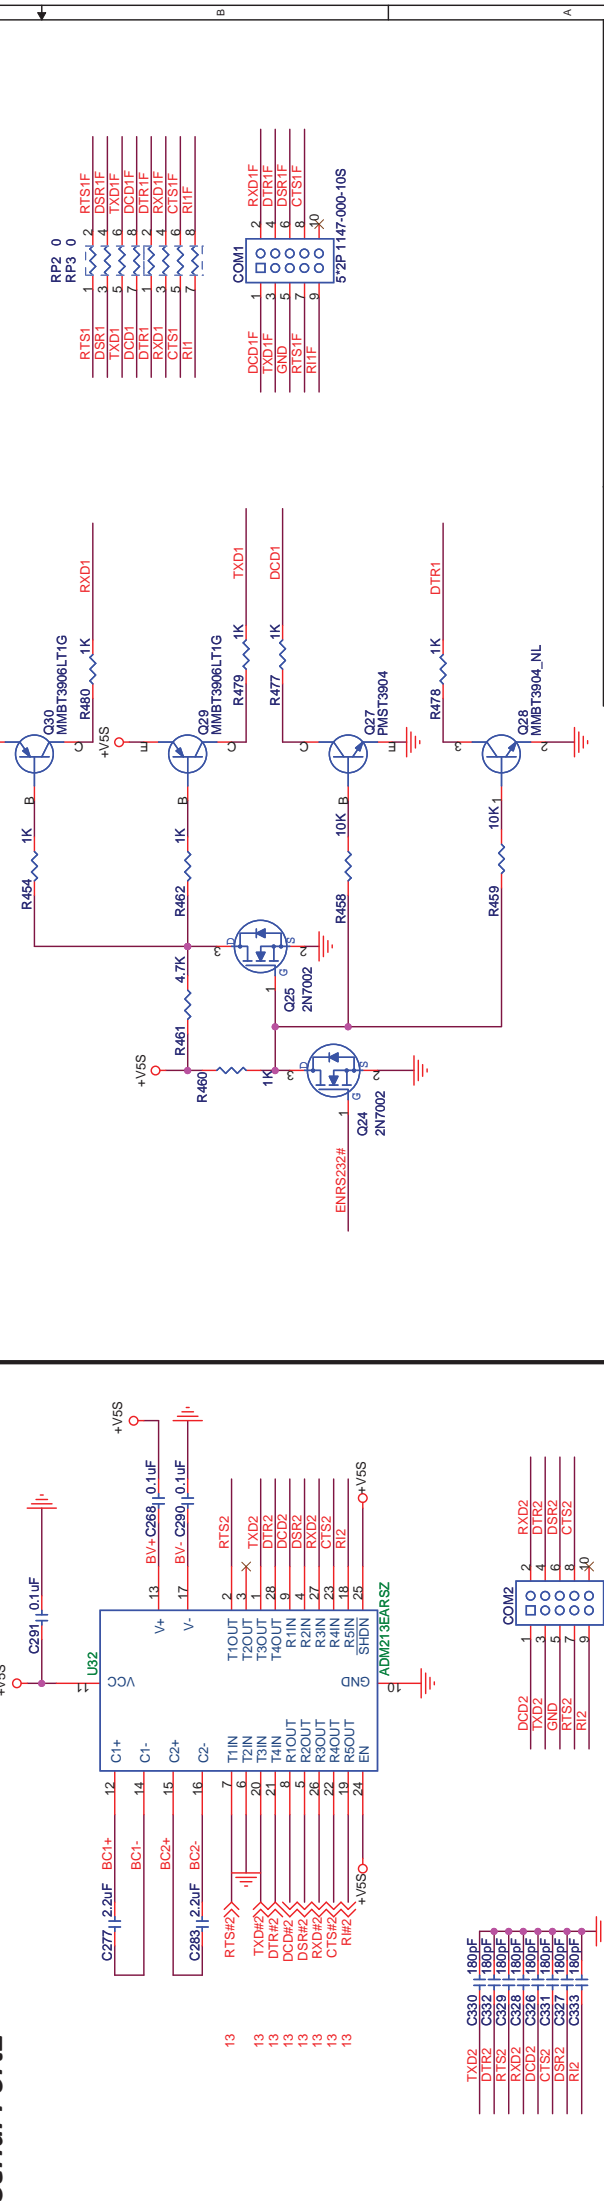 B
A
RP2 0
RP3 0
RTS1 1 2 RTS1F
DSR1 3 4 DSR1F
TXD1 5 6 TXD1F
DCD1 7 8 DCD1F
DTR1 1 2 DTR1F
RXD1 3 4 RXD1F
CTS1 5 6 CTS1F
RI1 7 8 RI1F
COM1
DCD1F 1 2 RXD1F
TXD1F 3 4 DTR1F
GND 5 6 DSR1F
RTS1F 7 8 CTS1F
RI1F 9 10
5*2P 1147-000-10S
Q30
MMBT3906LT1G
R454 1K B C R480 1K RXD1
+V5S E
Q29
MMBT3906LT1G
R462 1K B C R479 1K TXD1
R477 1K DCD1
C
Q27
PMST3904
R458 10K B E
R478 1K DTR1
3
Q28
MMBT3904_NL
R459 10K 1 2
+V5S
R461 4.7K
R460 1K
3 D
G
S
1 2
Q25
2N7002
3 D
G
S
1 2
Q24
2N7002
ENRS232#
+V5S
C291 0.1uF
+V5S
BV+ C268 0.1uF
BV- C290 0.1uF
U32
11 VCC
12 C1+ V+ 13
14 C1-
15 C2+ V- 17
16 C2-
BC1+
C277 2.2uF
BC1-
BC2+
C283 2.2uF
BC2-
13 RTS#2 7 T1IN T1OUT 2 RTS2
6 T2IN T2OUT 3
13 TXD#2 20 T3IN T3OUT 1 TXD2
13 DTR#2 21 T4IN T4OUT 28 DTR2
13 DCD#2 8 R1OUT R1IN 9 DCD2
13 DSR#2 5 R2OUT R2IN 4 DSR2
13 RXD#2 26 R3OUT R3IN 27 RXD2
13 CTS#2 22 R4OUT R4IN 23 CTS2
13 RI#2 19 R5OUT R5IN 18 RI2
+V5S 24 EN SHDN 25 +V5S
GND 10
ADM213EARSZ
COM2
DCD2 1 2 RXD2
TXD2 3 4 DTR2
GND 5 6 DSR2
RTS2 7 8 CTS2
RI2 9 10
TXD2 C330 180pF
DTR2 C332 180pF
RTS2 C329 180pF
RXD2 C328 180pF
DCD2 C326 180pF
CTS2 C331 180pF
DSR2 C327 180pF
RI2 C333 180pF